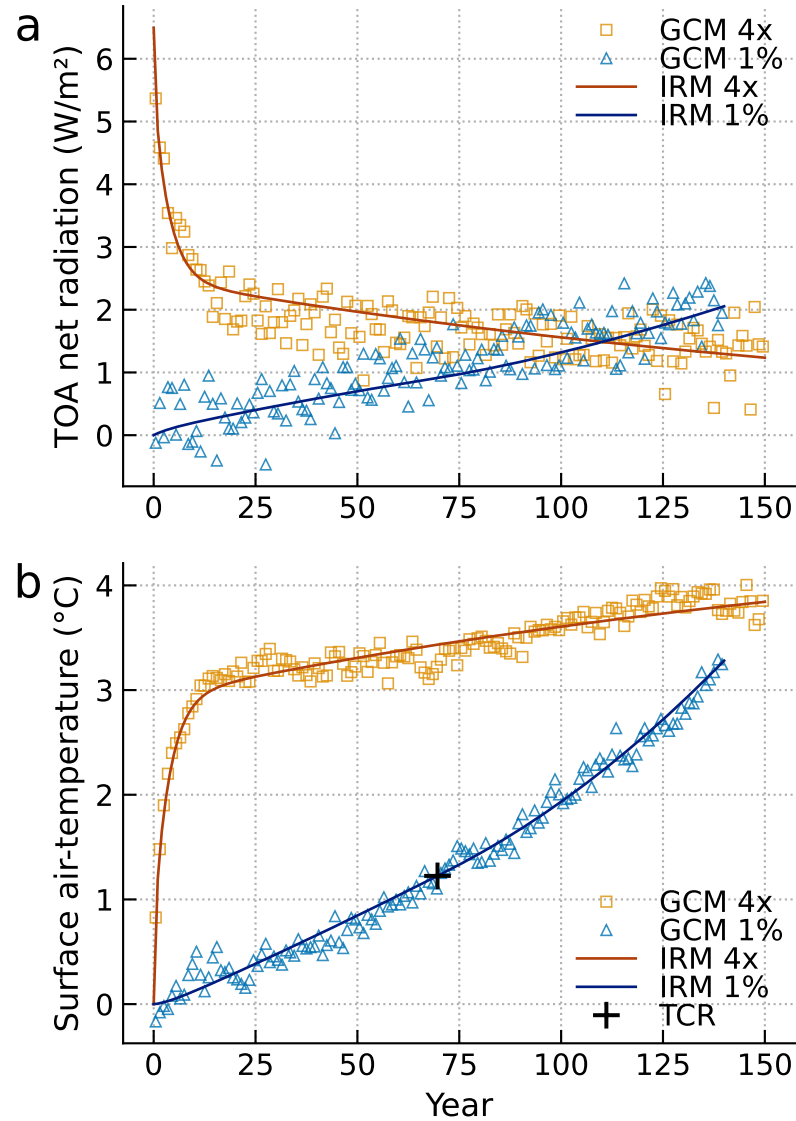 a
TOA net radiation (W/m²)
6
5
4
3
2
1
0
GCM 4x
GCM 1%
IRM 4x
IRM 1%
0 25 50 75 100 125 150
b
Surface air-temperature (°C)
4
3
2
1
0
GCM 4x
GCM 1%
IRM 4x
IRM 1%
TCR
0 25 50 75 100 125 150
Year